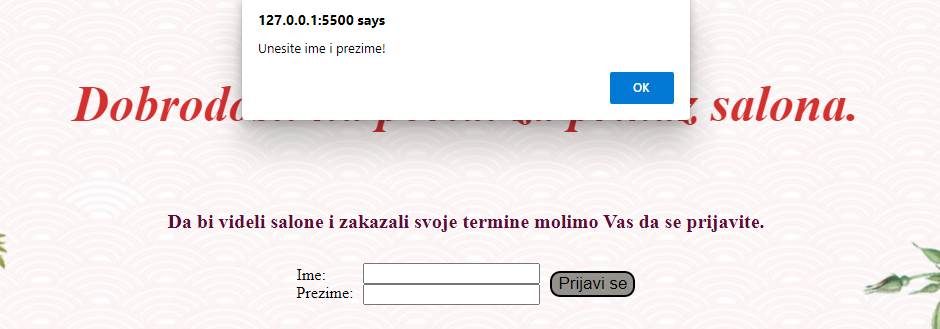 127.0.0.1:5500 says
Unesite ime i prezime!
OK
salona.
Da bi videli salone i zakazali svoje termine molimo Vas da se prijavite.
Ime:
Prezime:
Prijavi se